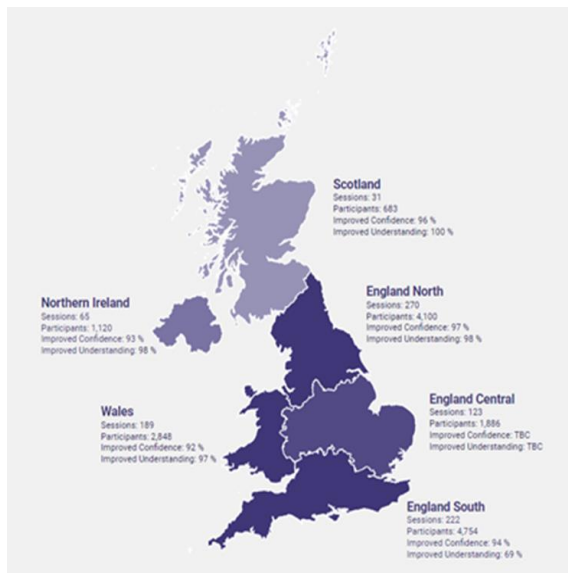 Scotland
Sessions: 31
Participants: 683
Improved Confidence: 96 %
Improved Understanding: 100 %
England North
Sessions: 270
Participants: 4,100
Improved Confidence: 97 %
Improved Understanding: 98 %
Northern Ireland
Sessions: 65
Participants: 1,120
Improved Confidence: 93 %
Improved Understanding: 98 %
England Central
Sessions: 123
Participants: 1,886
Improved Confidence: TBC
Improved Understanding: TBC
Wales
Sessions: 189
Participants: 2,848
Improved Confidence: 92 %
Improved Understanding: 97 %
England South
Sessions: 222
Participants: 4,754
Improved Confidence: 94 %
Improved Understanding: 69 %